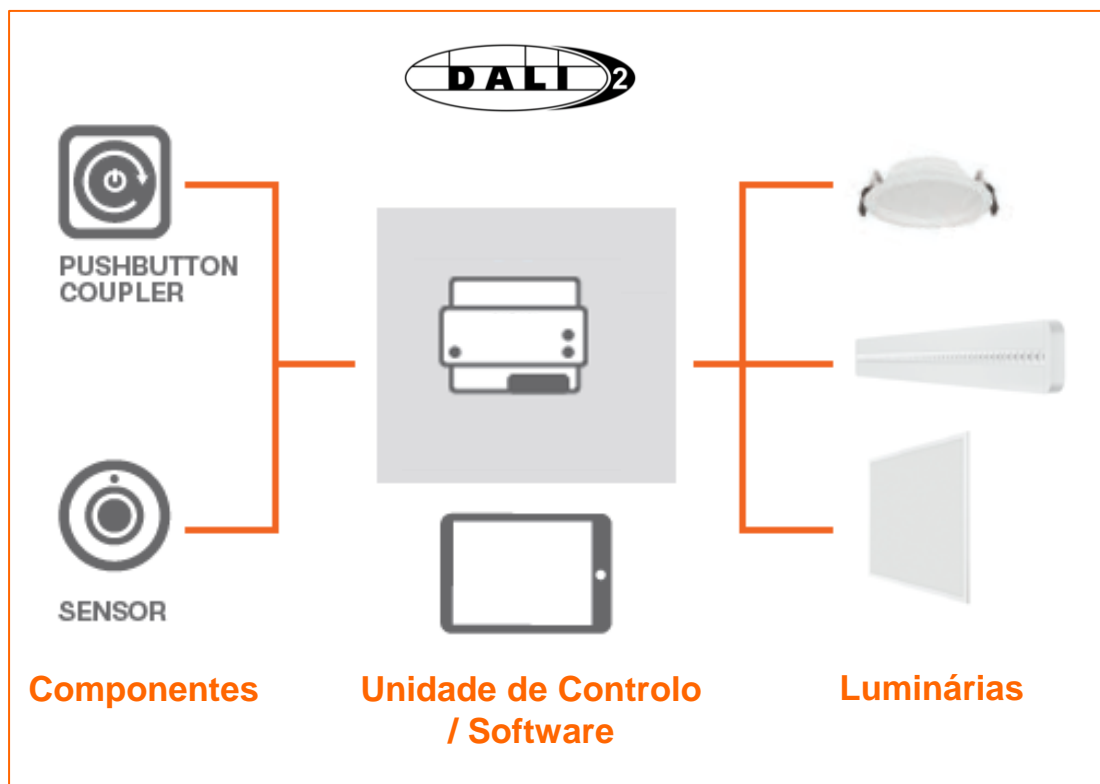 DALI 2
PUSHBUTTON
COUPLER
SENSOR
Componentes
Unidade de Controlo
/ Software
Luminárias